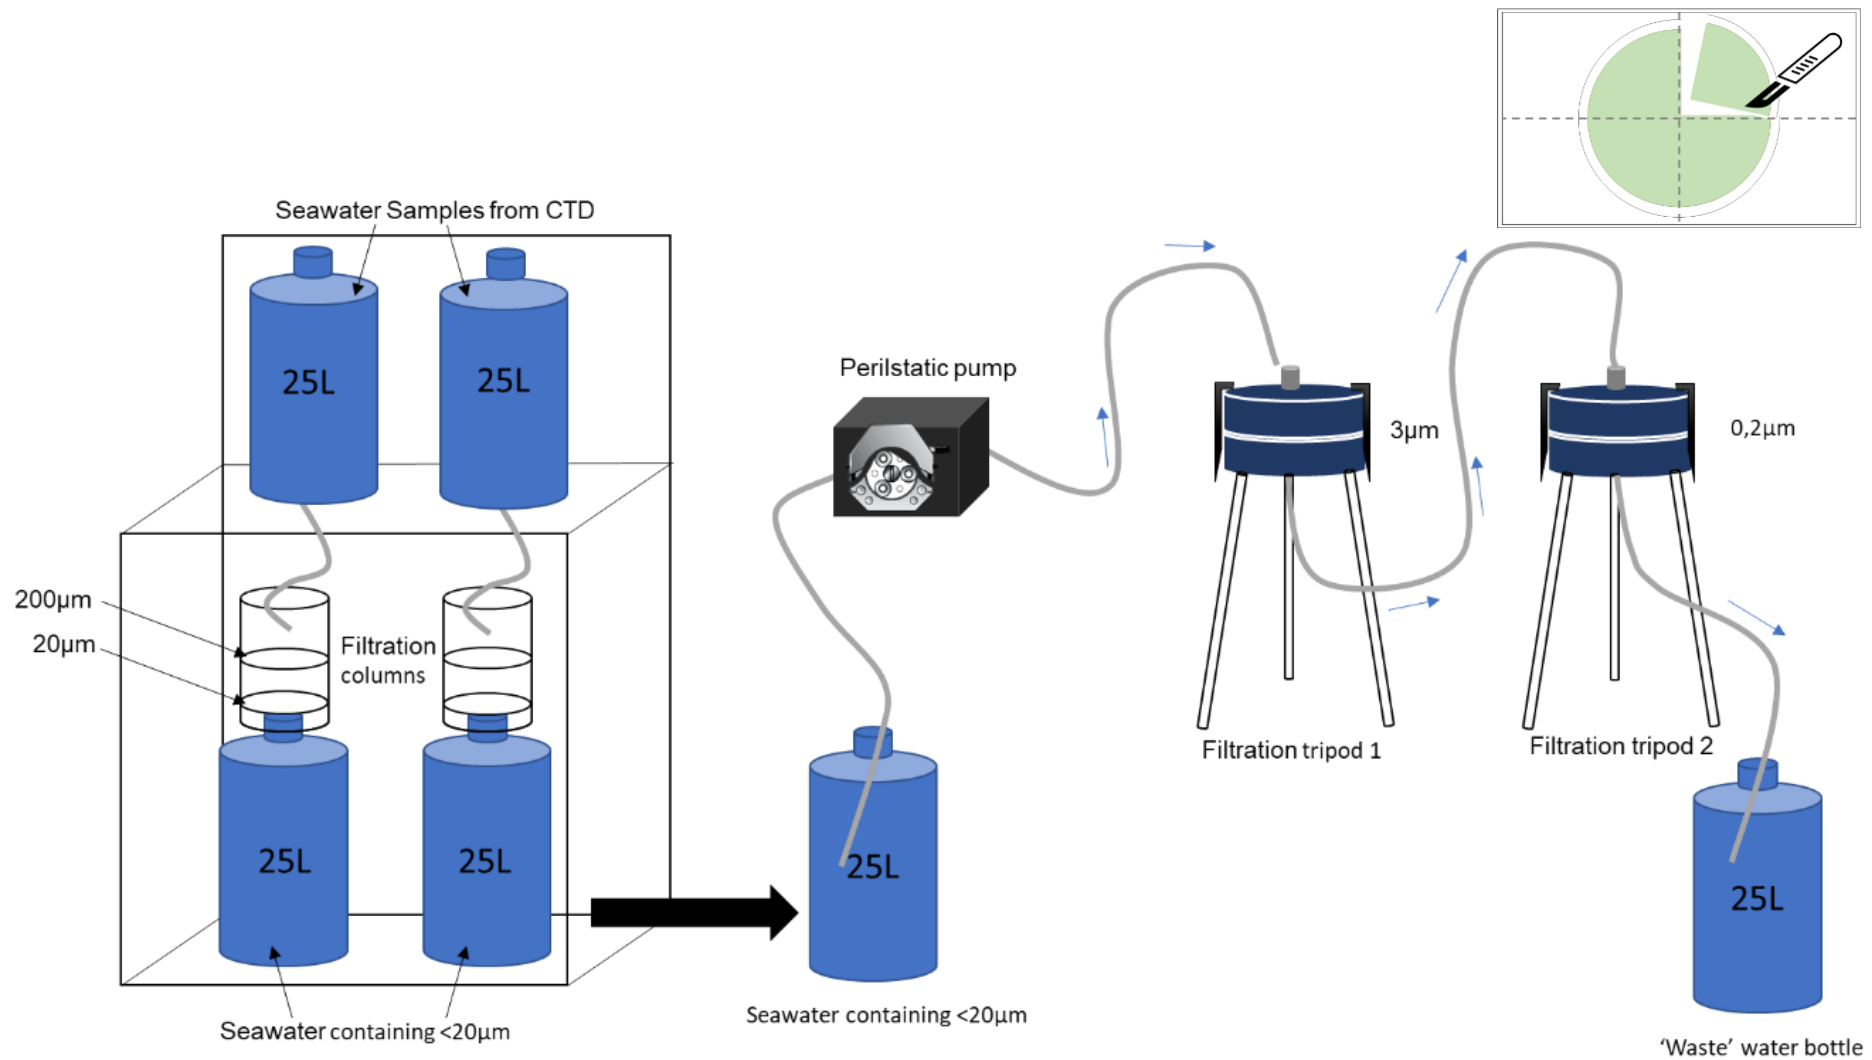 Seawater Samples from CTD
25L
25L
200µm
20µm
Filtration
columns
25L
25L
Seawater containing <20µm
Perilstatic pump
25L
Seawater containing <20µm
3µm
Filtration tripod 1
0,2µm
Filtration tripod 2
25L
‘Waste’ water bottle